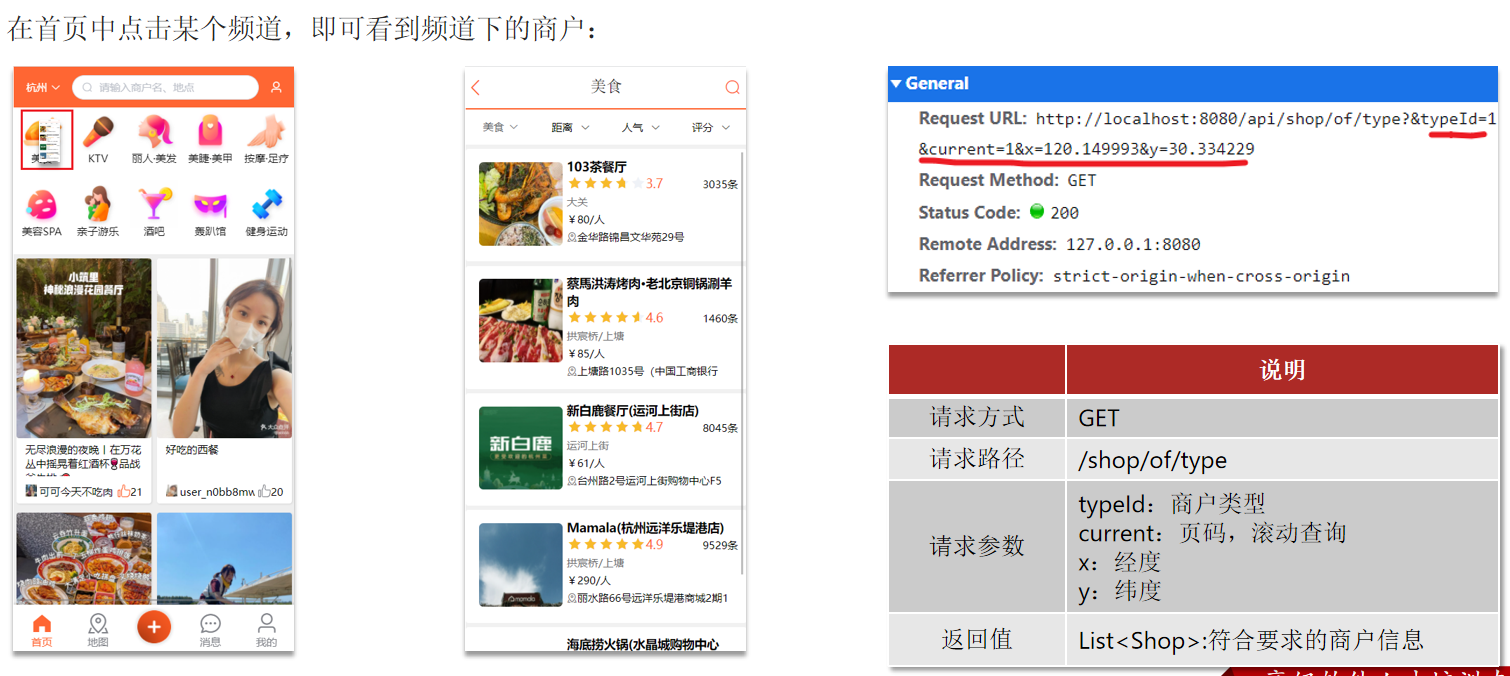 在首页中点击某个频道，即可看到频道下的商户：
杭州
请输入商户名、地点
KTV
丽人·美发
美睫·美甲
按摩·足疗
美容SPA
亲子游乐
酒吧
轰趴馆
健身运动
小筑里
神秘浪漫花园餐厅
无尽浪漫的夜晚丨在万花
丛中摇晃着红酒杯🍷品战
可可今天不吃肉
21
好吃的西餐
user_n0bb8mw
20
首页
地图
消息
我的
美食
美食
距离
人气
评分
103茶餐厅
3.7
3035条
大关
￥80/人
金华路锦昌文华苑29号
蔡馬洪涛烤肉·老北京铜锅涮羊
肉
4.6
1460条
拱宸桥/上塘
￥85/人
上塘路1035号（中国工商银行
新白鹿
新白鹿餐厅(运河上街店)
4.7
8045条
运河上街
￥61/人
台州路2号运河上街购物中心F5
mamala
Mamala(杭州远洋乐堤港店)
4.9
9529条
拱宸桥/上塘
￥290/人
丽水路66号远洋乐堤港商城2期1
海底捞火锅(水晶城购物中心
General
Request URL: http://localhost:8080/api/shop/of/type?&typeId=1
&current=1&x=120.149993&y=30.334229
Request Method: GET
Status Code: 200
Remote Address: 127.0.0.1:8080
Referrer Policy: strict-origin-when-cross-origin
说明
请求方式
GET
请求路径
/shop/of/type
请求参数
typeId：商户类型
current：页码，滚动查询
x：经度
y：纬度
返回值
List<Shop>:符合要求的商户信息